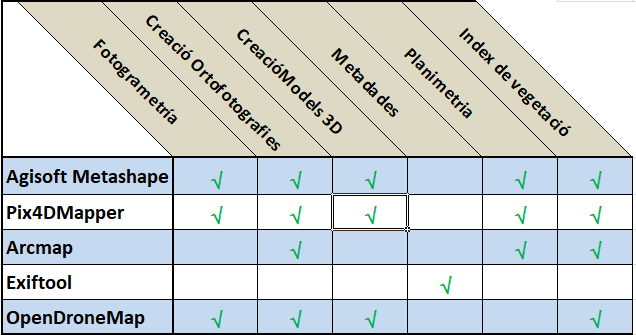 Fotogrametría
Creació Ortofotografies
CreacióModels 3D
Metadades
Planimetria
Index de vegetació
Agisoft Metashape √ √ √ √ √
Pix4DMapper √ √ √ √ √
Arcmap √ √ √
Exiftool √
OpenDroneMap √ √ √ √